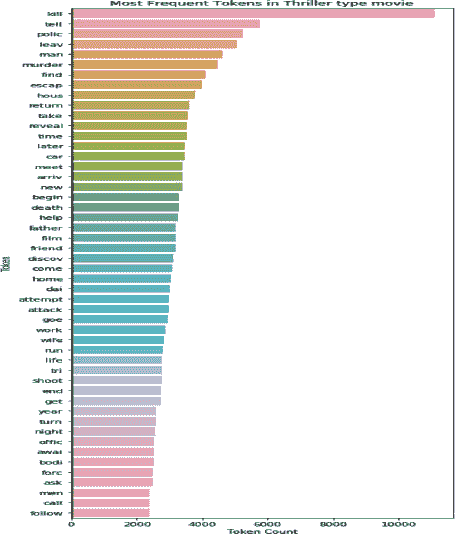 Most Frequent Tokens in Thriller type movie
kill
tell
polic
leav
man
murder
find
escap
hous
return
take
reveal
time
later
car
meet
arriv
new
begin
death
help
father
film
friend
discov
come
home
dai
attempt
attack
goe
work
wife
run
life
tri
shoot
end
get
year
turn
night
offic
awai
bodi
forc
ask
men
call
follow
Tokens
0 2000 4000 6000 8000 10000
Token Count